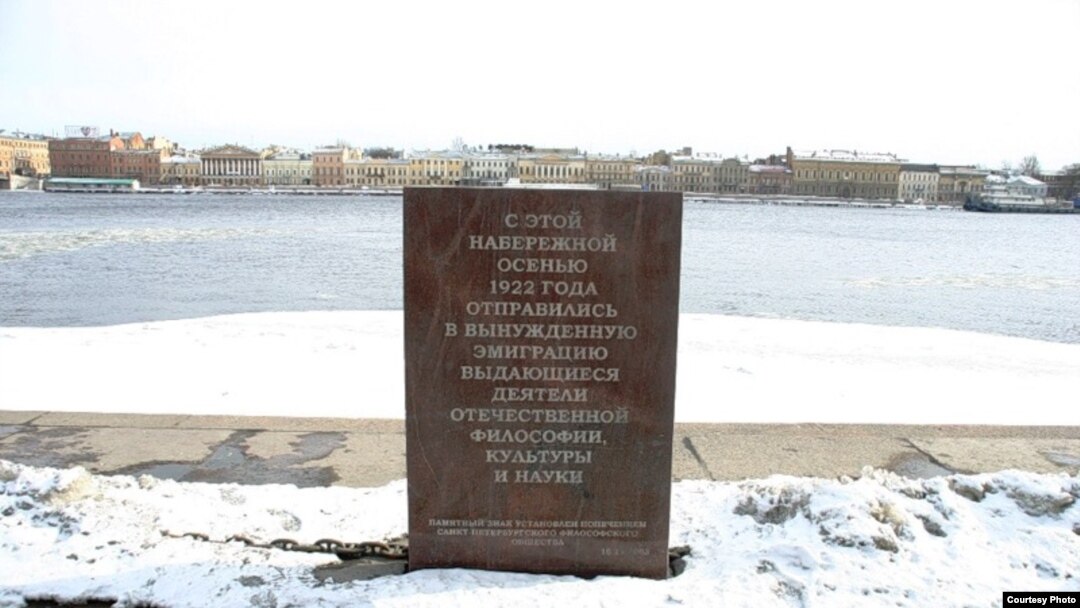 С ЭТОЙ
НАБЕРЕЖНОЙ
ОСЕНЬЮ
1922 ГОДА
ОТПРАВИЛИСЬ
В ВЫНУЖДЕННУЮ
ЭМИГРАЦИЮ
ВЫДАЮЩИЕСЯ
ДЕЯТЕЛИ
ОТЕЧЕСТВЕННОЙ
ФИЛОСОФИИ,
КУЛЬТУРЫ
И НАУКИ
ПАМЯТНЫЙ ЗНАК УСТАНОВЛЕН ПОПЕЧЕНИЕМ
САНКТ ПЕТЕРБУРГСКОГО ФИЛОСОФСКОГО
ОБЩЕСТВА
Courtesy Photo